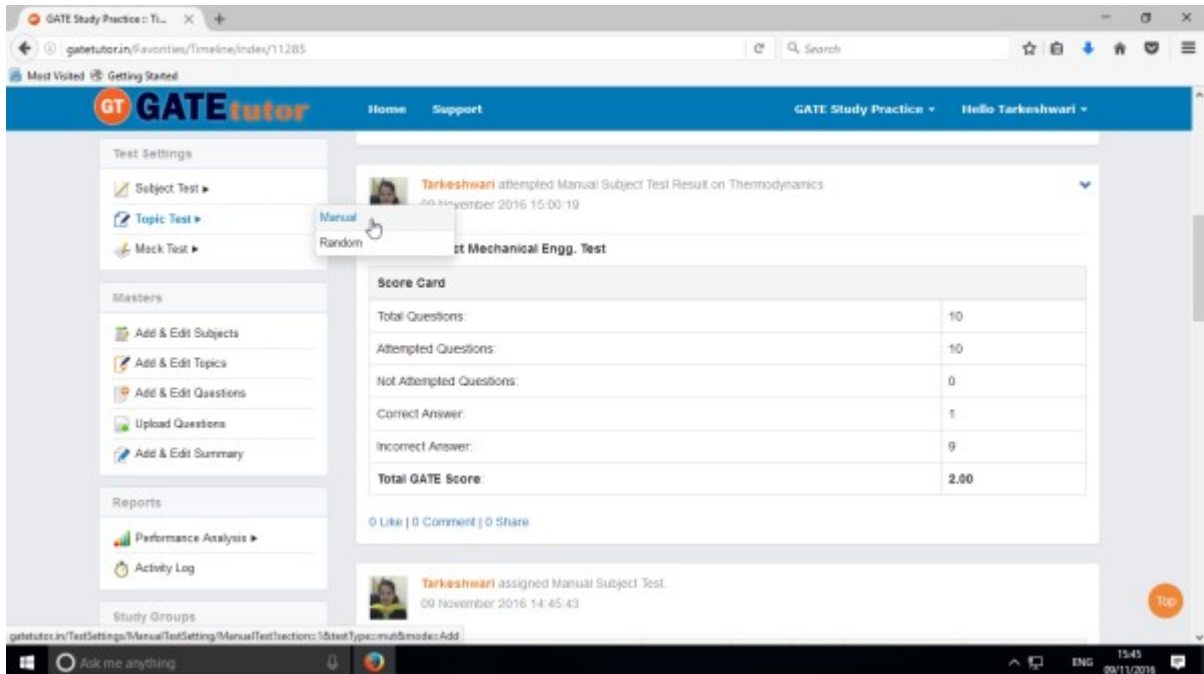 GATE Study Practice :: Ti...
gatetutor.in/Favorities/Timeline/index/11285
Search
Most Visited Getting Started
GT GATEtutor
Home Support GATE Study Practice Hello Tarkeshwari
Test Settings
Subject Test
Topic Test
Mock Test
Manual
Random
Masters
Add & Edit Subjects
Add & Edit Topics
Add & Edit Questions
Upload Questions
Add & Edit Summary
Reports
Performance Analysis
Activity Log
Study Groups
Tarkeshwari attempted Manual Subject Test Result on Thermodynamics
09 November 2016 15:00:19
ct Mechanical Engg. Test
Score Card
Total Questions: 10
Attempted Questions: 10
Not Attempted Questions: 0
Correct Answer: 1
Incorrect Answer: 9
Total GATE Score: 2.00
0 Like | 0 Comment | 0 Share
Tarkeshwari assigned Manual Subject Test.
09 November 2016 14:45:43
Top
gatetutor.in/TestSettings/ManualTestSetting/ManualTest?section=1&testType=mut&mode=Add
Ask me anything
ENG
15:45
09/11/2016